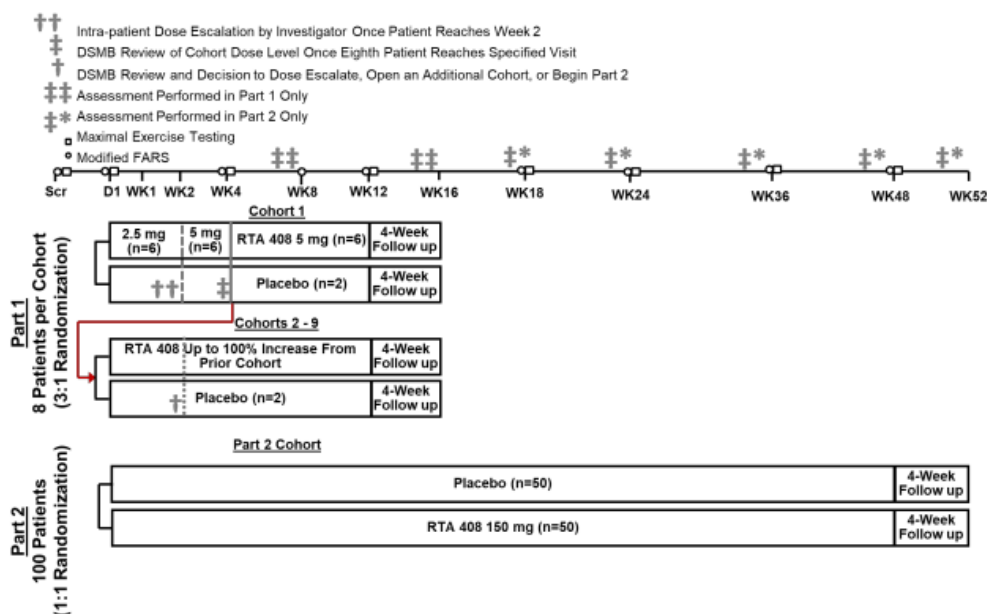 †† Intra-patient Dose Escalation by Investigator Once Patient Reaches Week 2
‡ DSMB Review of Cohort Dose Level Once Eighth Patient Reaches Specified Visit
† DSMB Review and Decision to Dose Escalate, Open an Additional Cohort, or Begin Part 2
‡‡ Assessment Performed in Part 1 Only
‡* Assessment Performed in Part 2 Only
Maximal Exercise Testing
Modified FARS
‡‡ ‡‡ ‡* ‡* ‡* ‡* ‡*
Scr D1 WK1 WK2 WK4 WK8 WK12 WK16 WK18 WK24 WK36 WK48 WK52
Part 1
8 Patients per Cohort
(3:1 Randomization)
Cohort 1
2.5 mg
(n=6)
5 mg
(n=6)
RTA 408 5 mg (n=6)
4-Week
Follow up
†† ‡ Placebo (n=2)
4-Week
Follow up
Cohorts 2 - 9
RTA 408 Up to 100% Increase From
Prior Cohort
4-Week
Follow up
† Placebo (n=2)
4-Week
Follow up
Part 2
100 Patients
(1:1 Randomization)
Part 2 Cohort
Placebo (n=50)
4-Week
Follow up
RTA 408 150 mg (n=50)
4-Week
Follow up